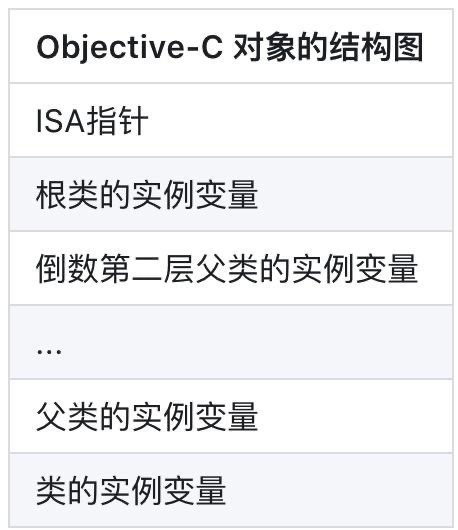 Objective-C 对象的结构图
ISA指针
根类的实例变量
倒数第二层父类的实例变量
...
父类的实例变量
类的实例变量